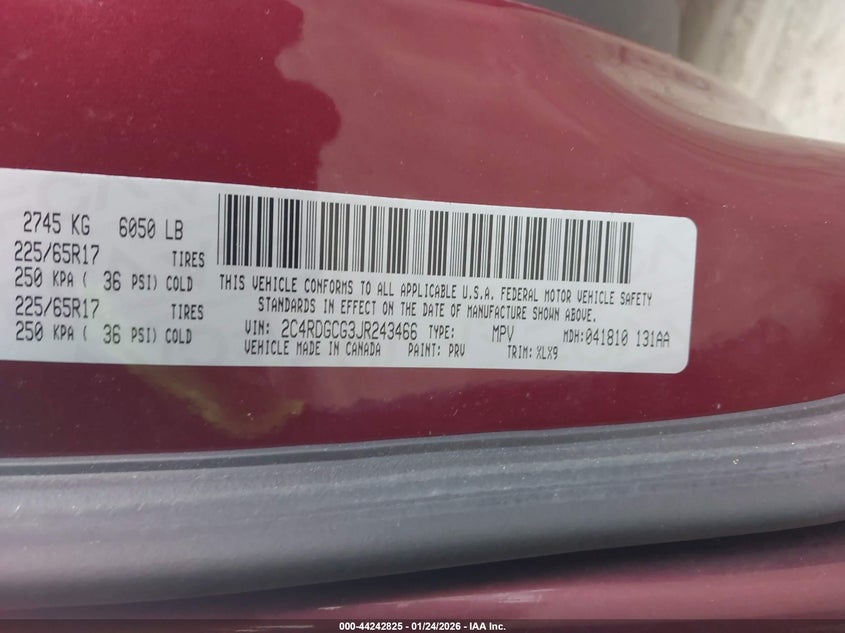 2745 KG 6050 LB
225/65R17 TIRES
250 KPA ( 36 PSI) COLD
225/65R17 TIRES
250 KPA ( 36 PSI) COLD
THIS VEHICLE CONFORMS TO ALL APPLICABLE U.S.A. FEDERAL MOTOR VEHICLE SAFETY
STANDARDS IN EFFECT ON THE DATE OF MANUFACTURE SHOWN ABOVE.
VIN: 2C4RDGCG3JR243466 TYPE: MPV MDH:041810 131AA
VEHICLE MADE IN CANADA PAINT: PRV TRIM: XLX9
000-44242825 - 01/24/2026 - IAA Inc.